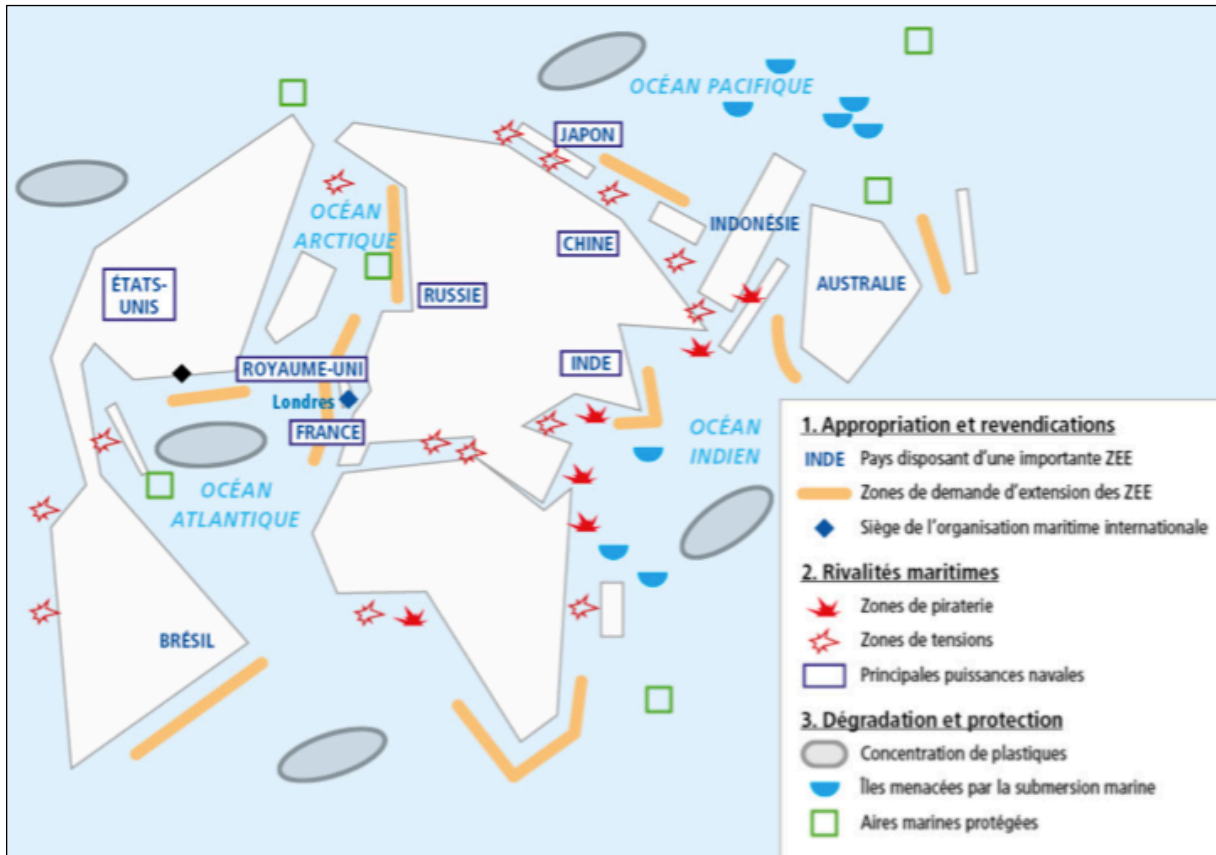 OCÉAN PACIFIQUE
JAPON
OCÉAN
ARCTIQUE
CHINE
INDONÉSIE
ÉTATS-
UNIS
RUSSIE
AUSTRALIE
ROYAUME-UNI
INDE
Londres
FRANCE
OCÉAN
INDIEN
OCÉAN
ATLANTIQUE
BRÉSIL
1. Appropriation et revendications
INDE Pays disposant d'une importante ZEE
Zones de demande d'extension des ZEE
Siège de l'organisation maritime internationale
2. Rivalités maritimes
Zones de piraterie
Zones de tensions
Principales puissances navales
3. Dégradation et protection
Concentration de plastiques
Îles menacées par la submersion marine
Aires marines protégées